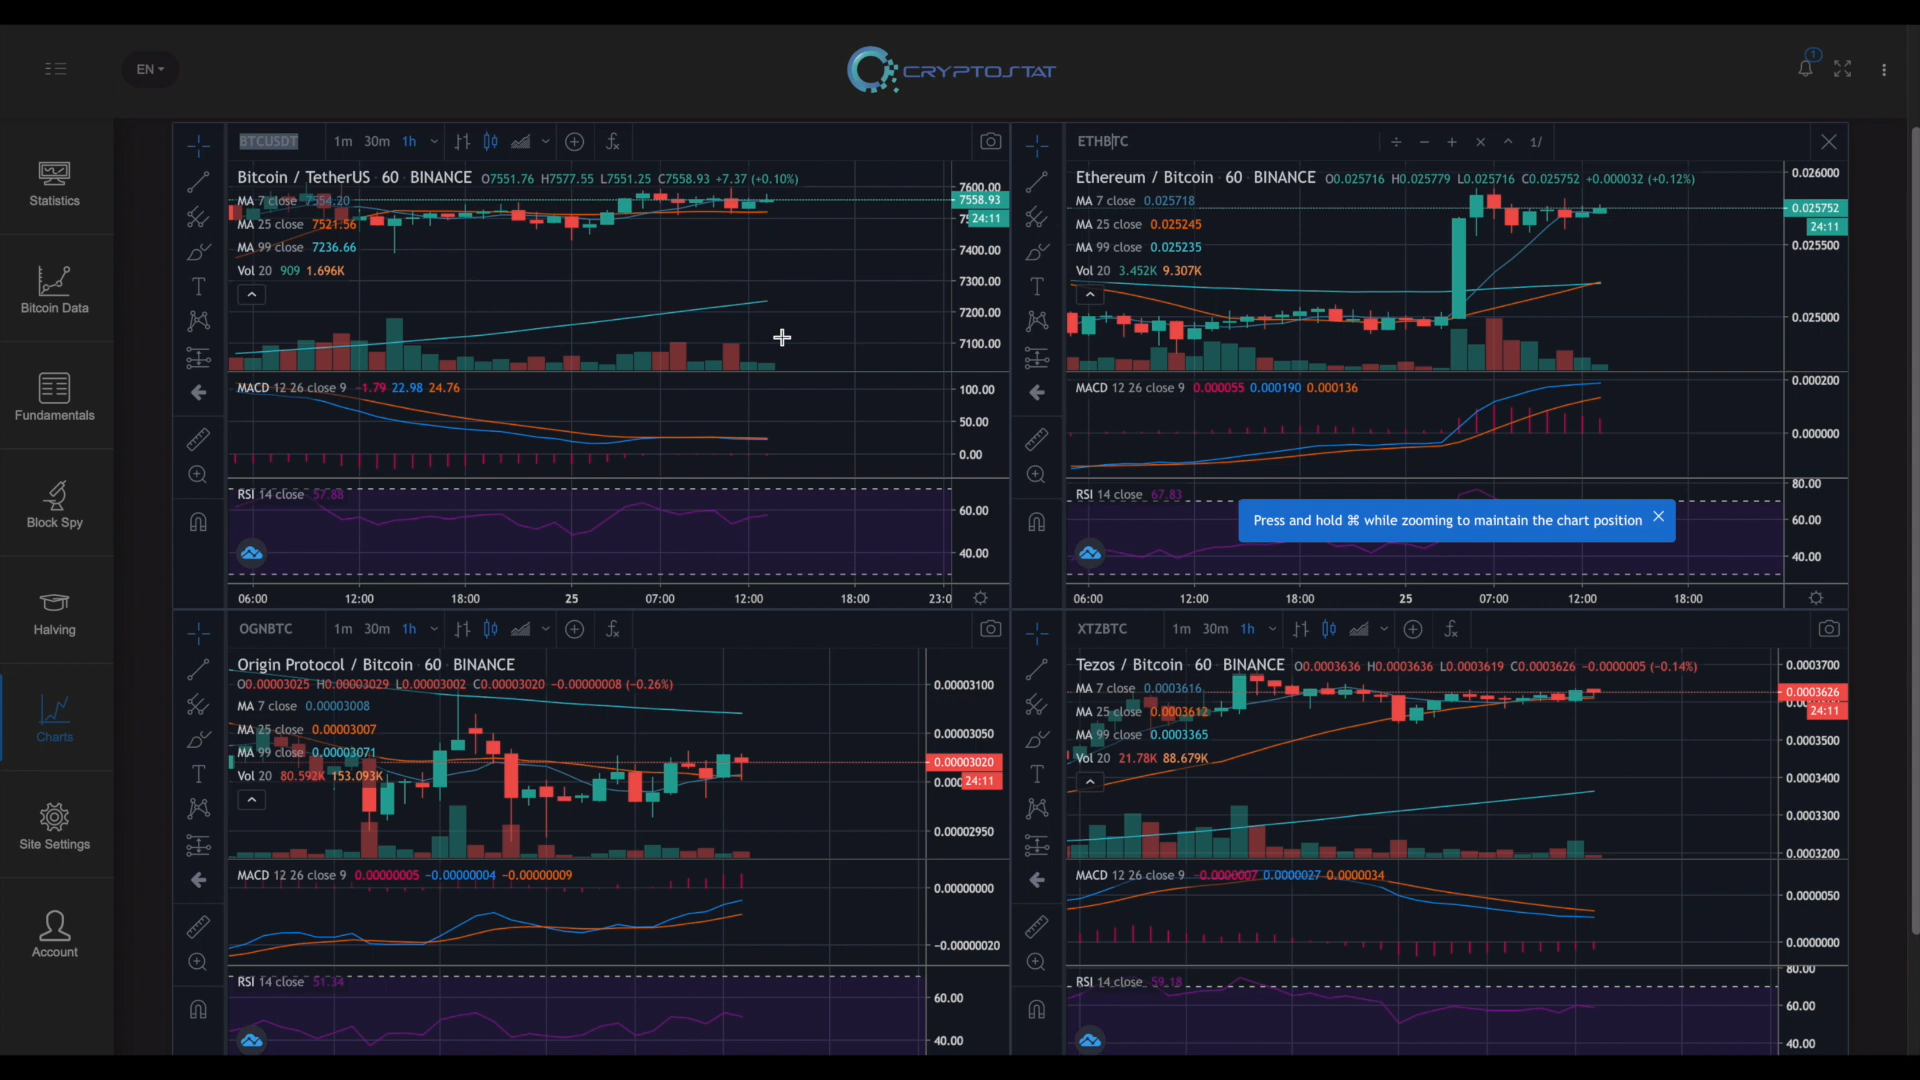 EN
CRYPTOSTAT
1
Statistics
Bitcoin Data
Fundamentals
Block Spy
Halving
Charts
Site Settings
Account
BTCUSDT 1m 30m 1h
Bitcoin / TetherUS 60 BINANCE O7551.76 H7577.55 L7551.25 C7558.93 +7.37 (+0.10%)
MA 7 close 7554.20
MA 25 close 7521.56
MA 99 close 7236.66
Vol 20 909 1.696K
7600.00
7558.93
24:11
7400.00
7300.00
7200.00
7100.00
MACD 12 26 close 9 −1.79 22.98 24.76
100.00
50.00
0.00
RSI 14 close 57.88
60.00
40.00
06:00 12:00 18:00 25 07:00 12:00 18:00 23:0
ETHBTC ÷ − + × ^ 1/
Ethereum / Bitcoin 60 BINANCE O0.025716 H0.025779 L0.025716 C0.025752 +0.000032 (+0.12%)
MA 7 close 0.025718
MA 25 close 0.025245
MA 99 close 0.025235
Vol 20 3.452K 9.307K
0.026000
0.025752
24:11
0.025500
0.025000
MACD 12 26 close 9 0.000055 0.000190 0.000136
0.000200
0.000000
RSI 14 close 67.83
80.00
60.00
40.00
Press and hold ⌘ while zooming to maintain the chart position
06:00 12:00 18:00 25 07:00 12:00 18:00
OGNBTC 1m 30m 1h
Origin Protocol / Bitcoin 60 BINANCE
O0.00003025 H0.00003029 L0.00003002 C0.00003020 −0.00000008 (−0.26%)
MA 7 close 0.00003008
MA 25 close 0.00003007
MA 99 close 0.00003071
Vol 20 80.592K 153.093K
0.00003100
0.00003050
0.00003020
24:11
0.00002950
MACD 12 26 close 9 0.00000005 −0.00000004 −0.00000009
0.00000000
−0.00000020
RSI 14 close 51.34
60.00
40.00
XTZBTC 1m 30m 1h
Tezos / Bitcoin 60 BINANCE O0.0003636 H0.0003636 L0.0003619 C0.0003626 −0.0000005 (−0.14%)
MA 7 close 0.0003616
MA 25 close 0.0003612
MA 99 close 0.0003365
Vol 20 21.78K 88.679K
0.0003700
0.0003626
24:11
0.0003500
0.0003400
0.0003300
0.0003200
MACD 12 26 close 9 −0.0000007 0.0000027 0.0000034
0.0000050
0.0000000
RSI 14 close 59.18
80.00
60.00
40.00